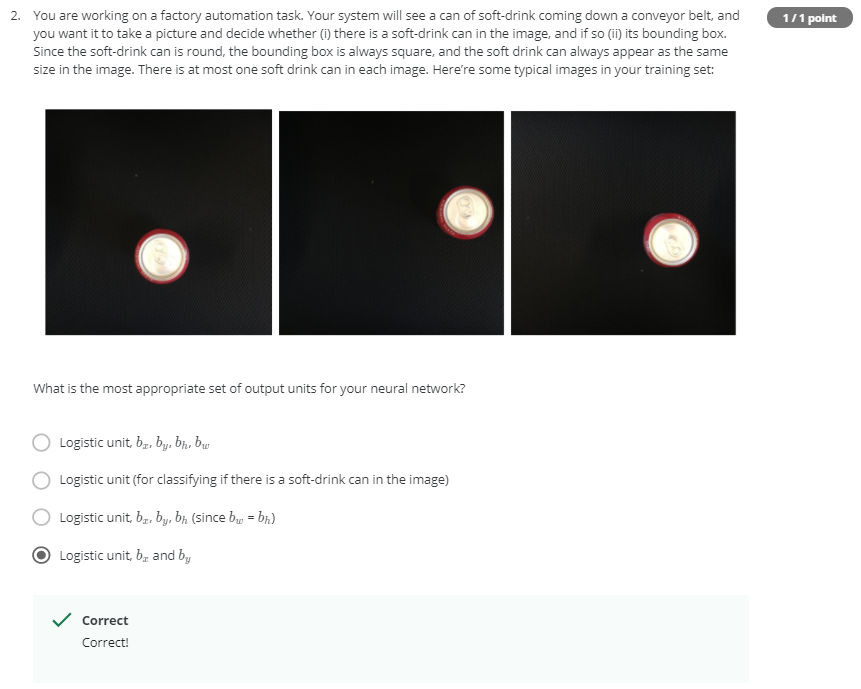 2. You are working on a factory automation task. Your system will see a can of soft-drink coming down a conveyor belt, and
1 / 1 point
you want it to take a picture and decide whether (i) there is a soft-drink can in the image, and if so (ii) its bounding box.
Since the soft-drink can is round, the bounding box is always square, and the soft drink can always appear as the same
size in the image. There is at most one soft drink can in each image. Here're some typical images in your training set:
What is the most appropriate set of output units for your neural network?
Logistic unit, bₓ, b_y, b_h, b_w
Logistic unit (for classifying if there is a soft-drink can in the image)
Logistic unit, bₓ, b_y, b_h (since b_w = b_h)
Logistic unit, bₓ and b_y
Correct
Correct!